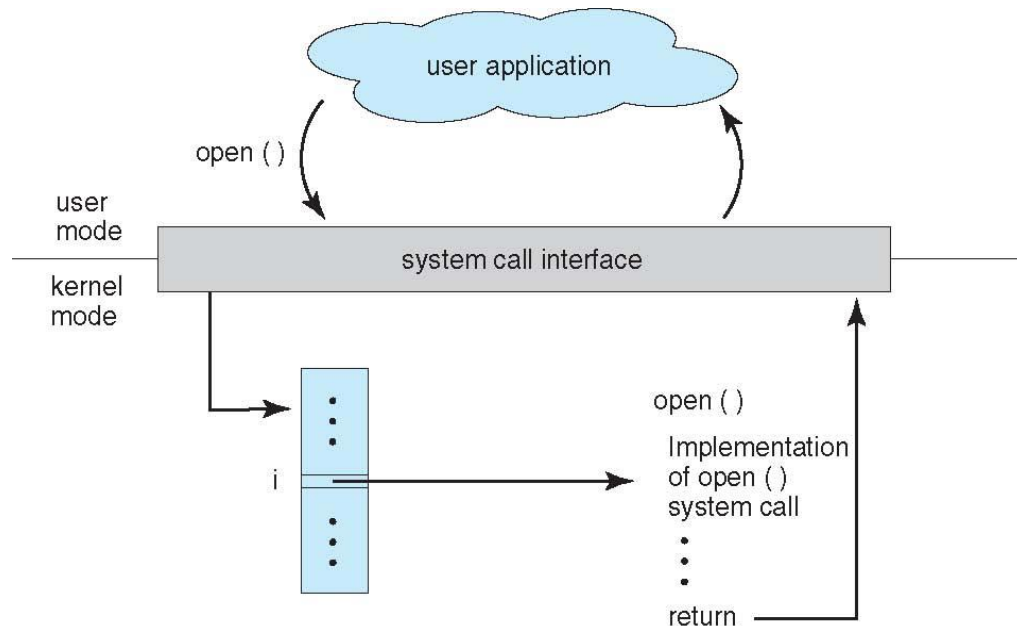 user application
open ( )
user
mode
system call interface
kernel
mode
open ( )
Implementation
of open ( )
system call
i
return